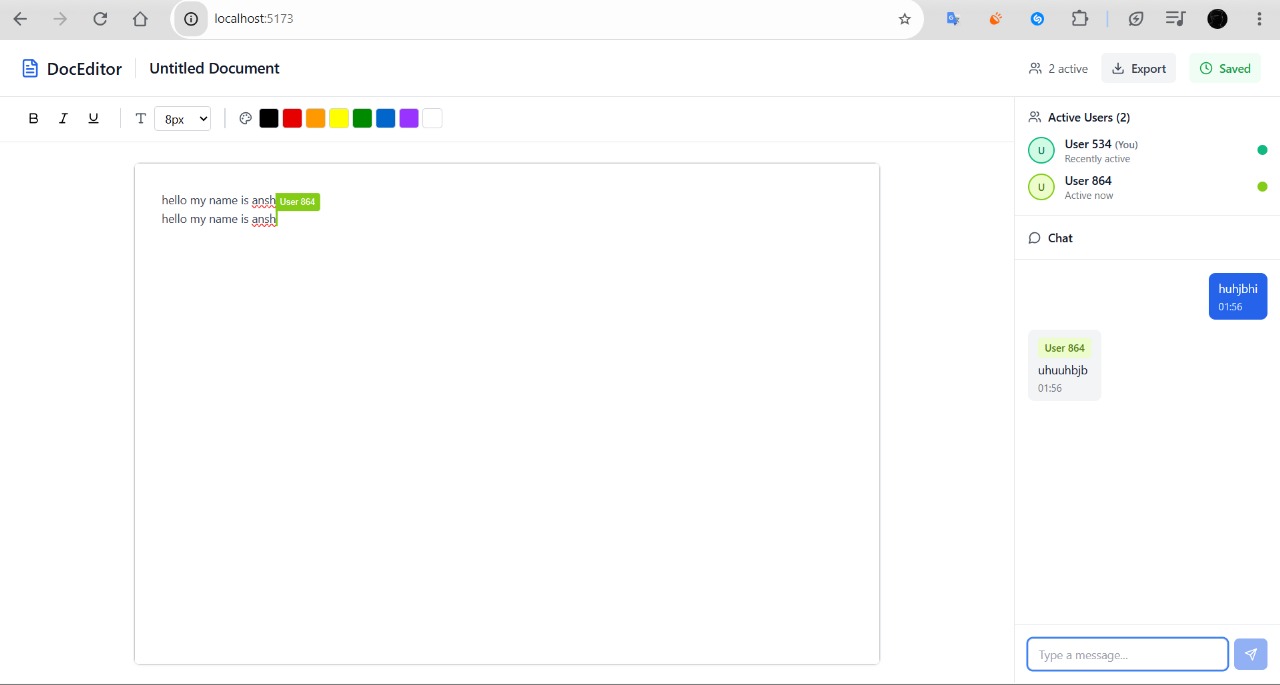 localhost:5173
DocEditor
Untitled Document
2 active
Export
Saved
B I U
T 8px
Active Users (2)
U
User 534 (You)
Recently active
U
User 864
Active now
hello my name is ansh
User 864
hello my name is ansh
Chat
huhjbhi
01:56
User 864
uhuuhbjb
01:56
Type a message...